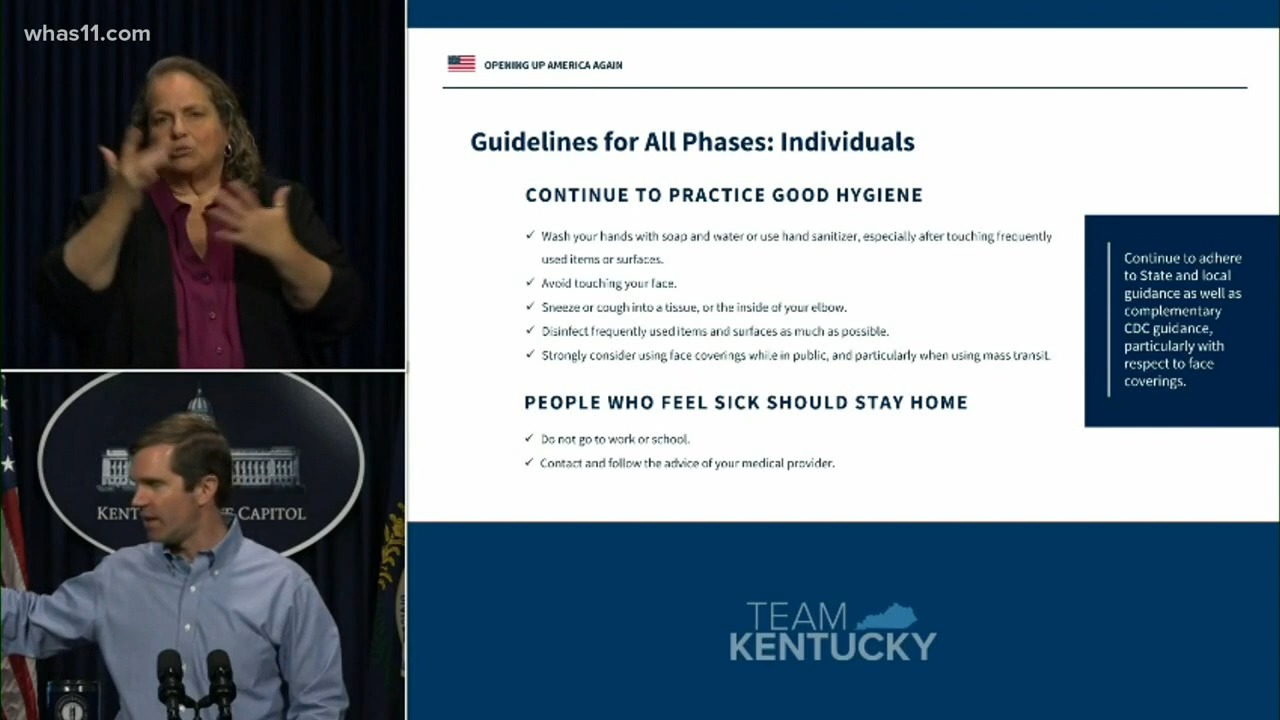 whas11.com
OPENING UP AMERICA AGAIN
Guidelines for All Phases: Individuals
CONTINUE TO PRACTICE GOOD HYGIENE
✓ Wash your hands with soap and water or use hand sanitizer, especially after touching frequently
used items or surfaces.
✓ Avoid touching your face.
✓ Sneeze or cough into a tissue, or the inside of your elbow.
✓ Disinfect frequently used items and surfaces as much as possible.
✓ Strongly consider using face coverings while in public, and particularly when using mass transit.
PEOPLE WHO FEEL SICK SHOULD STAY HOME
✓ Do not go to work or school.
✓ Contact and follow the advice of your medical provider.
Continue to adhere
to State and local
guidance as well as
complementary
CDC guidance,
particularly with
respect to face
coverings.
CAPITOL
TEAM
KENTUCKY